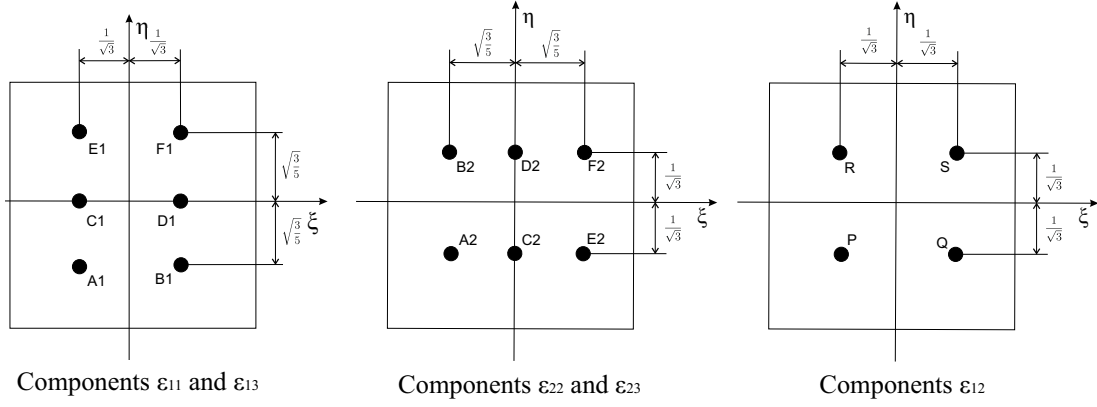 η
1/√3 1/√3
E1 F1
√3/5
C1 D1 ξ
√3/5
A1 B1
Components ε11 and ε13
η
√3/5 √3/5
B2 D2 F2
1/√3
ξ
A2 C2 E2
1/√3
Components ε22 and ε23
η
1/√3 1/√3
R S
1/√3
ξ
P Q
1/√3
Components ε12